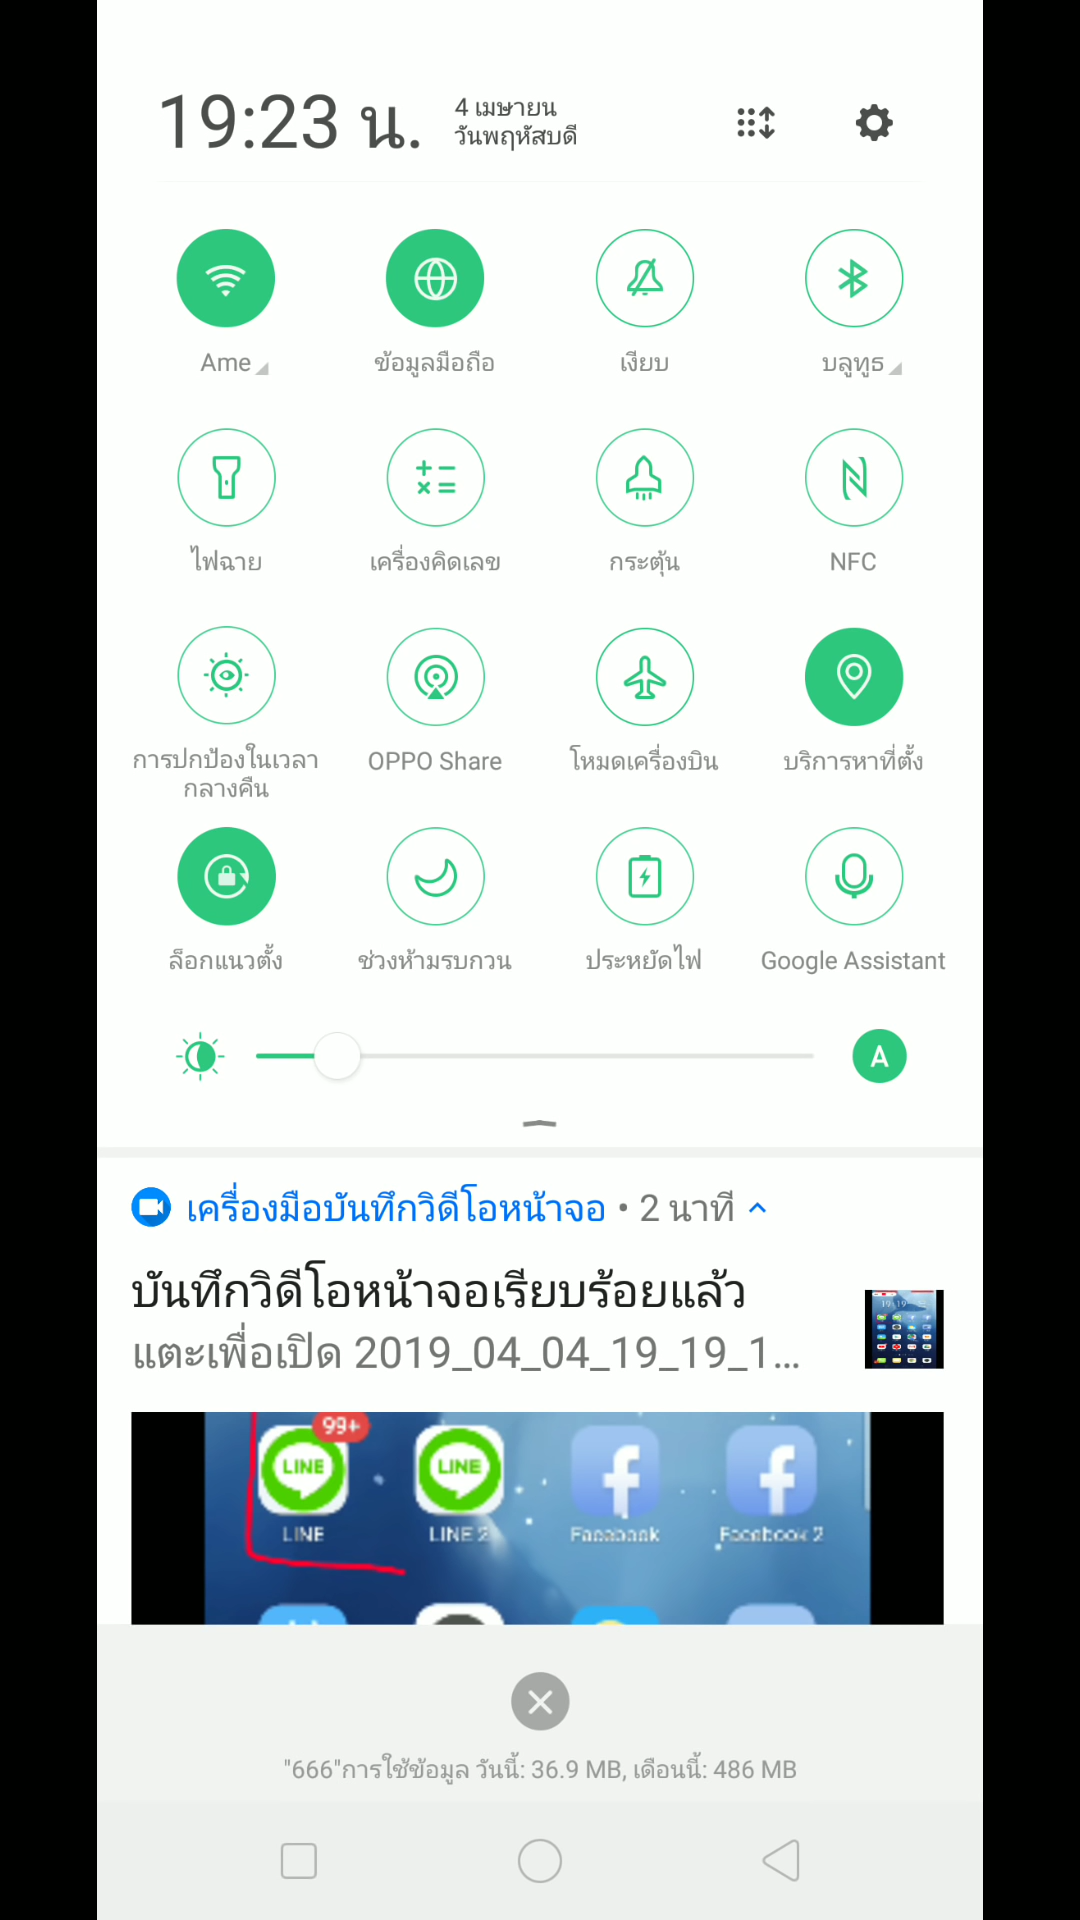 19:23 น.
4 เมษายน
วันพฤหัสบดี
Ame
ข้อมูลมือถือ
เงียบ
บลูทูธ
ไฟฉาย
เครื่องคิดเลข
กระตุ้น
NFC
การปกป้องในเวลา
กลางคืน
OPPO Share
โหมดเครื่องบิน
บริการหาที่ตั้ง
ล็อกแนวตั้ง
ช่วงห้ามรบกวน
ประหยัดไฟ
Google Assistant
A
เครื่องมือบันทึกวิดีโอหน้าจอ • 2 นาที
บันทึกวิดีโอหน้าจอเรียบร้อยแล้ว
แตะเพื่อเปิด 2019_04_04_19_19_1...
99+
LINE
LINE
LINE
LINE 2
Facebook
Facebook 2
"666"การใช้ข้อมูล วันนี้: 36.9 MB, เดือนนี้: 486 MB